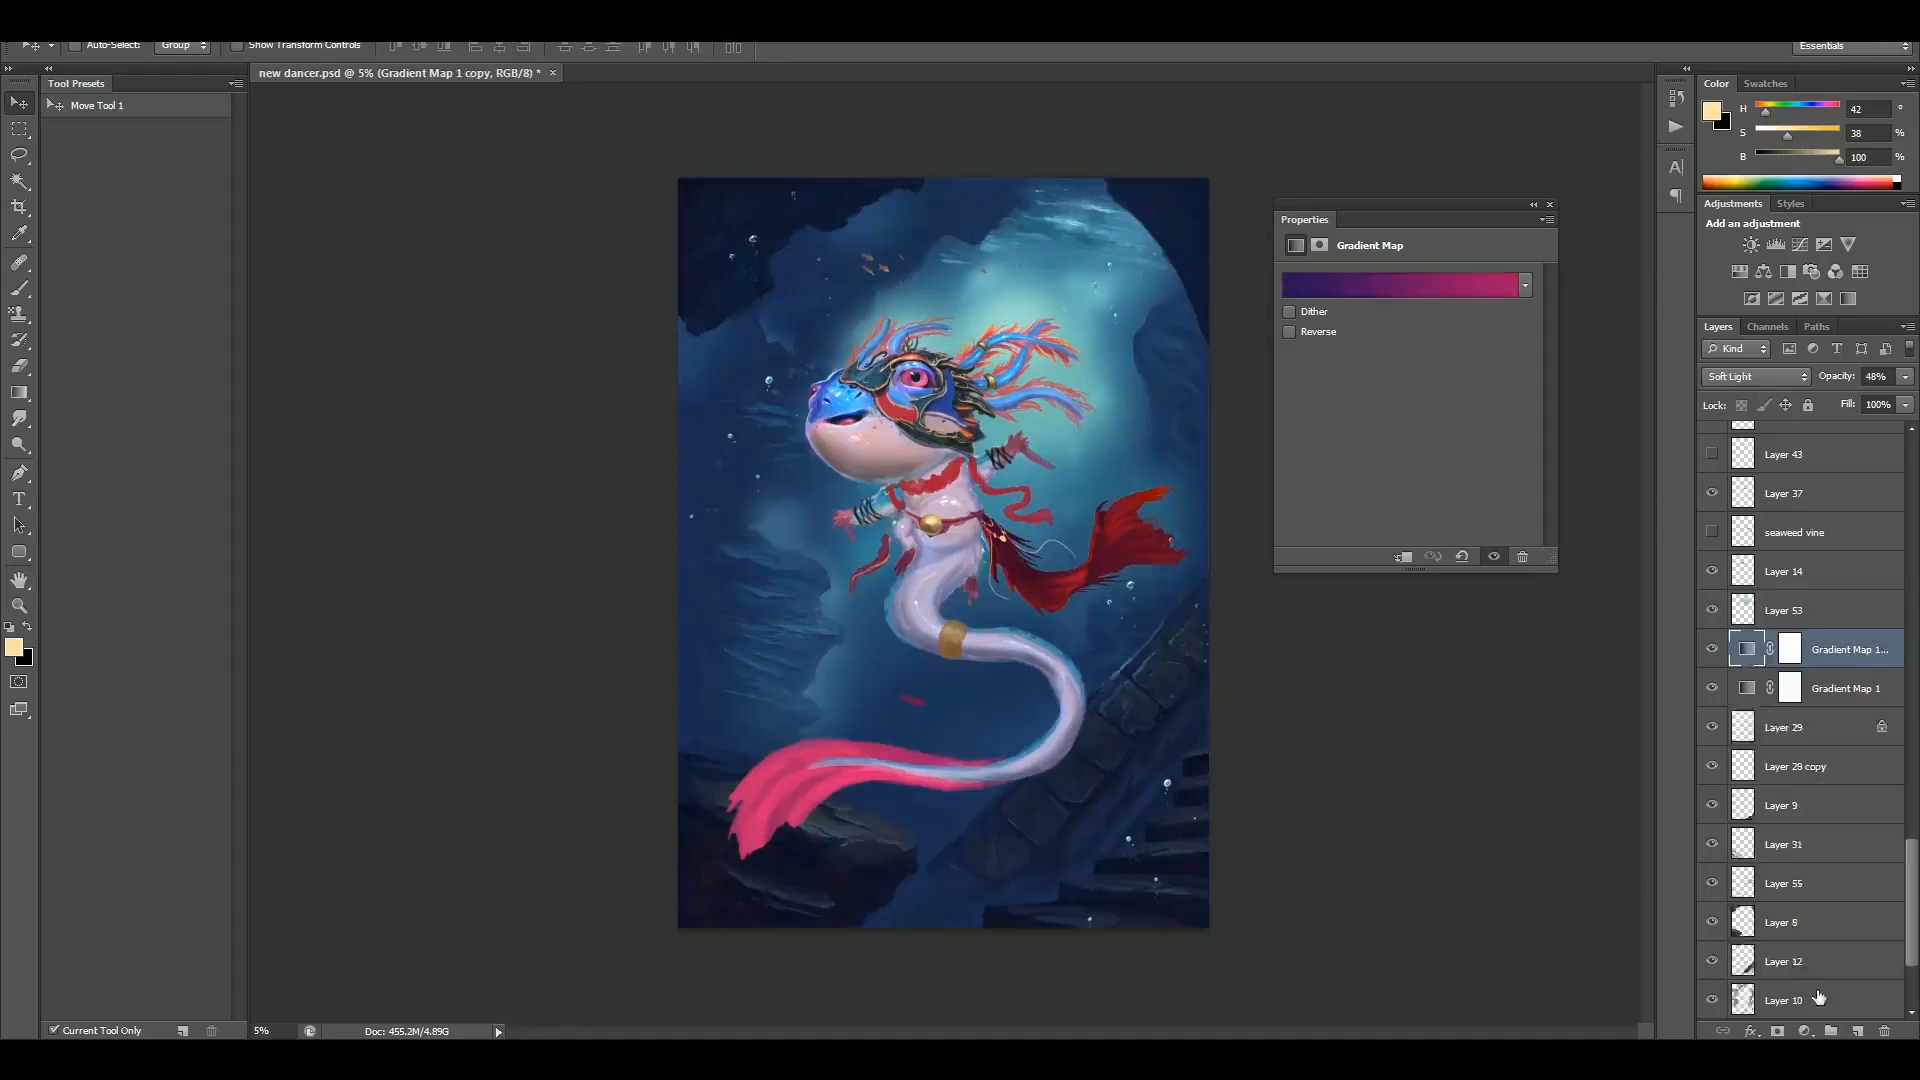 Auto-Select:
Group
Show Transform Controls
Essentials
Tool Presets
new dancer.psd @ 5% (Gradient Map 1 copy, RGB/8) *
Move Tool 1
Color
Swatches
H
42
°
S
38
%
B
100
%
Adjustments
Styles
Add an adjustment
Properties
Gradient Map
Dither
Reverse
Layers
Channels
Paths
Kind
Soft Light
Opacity:
48%
Lock:
Fill:
100%
Layer 43
Layer 37
seaweed vine
Layer 14
Layer 53
Gradient Map 1...
Gradient Map 1
Layer 29
Layer 29 copy
Layer 9
Layer 31
Layer 55
Layer 8
Layer 12
Layer 10
Current Tool Only
5%
Doc: 455.2M/4.89G